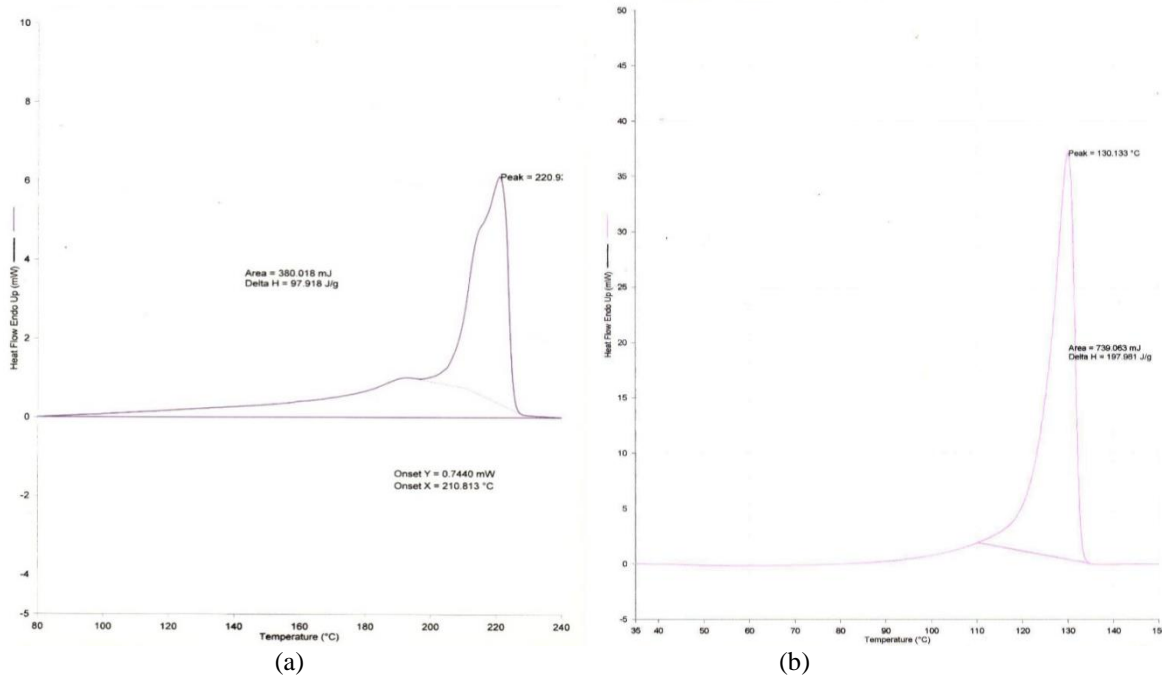 10
8
6
4
2
0
-2
-4
-5
Heat Flow Endo Up (mW)
Peak = 220.92
Area = 380.018 mJ
Delta H = 97.918 J/g
Onset Y = 0.7440 mW
Onset X = 210.813 °C
80 100 120 140 160 180 200 220 240
Temperature (°C)
(a)
50
45
40
35
30
25
20
15
10
5
0
-5
Heat Flow Endo Up (mW)
Peak = 130.133 °C
Area = 739.063 mJ
Delta H = 197.981 J/g
35 40 50 60 70 80 90 100 110 120 130 140 150
Temperature (°C)
(b)